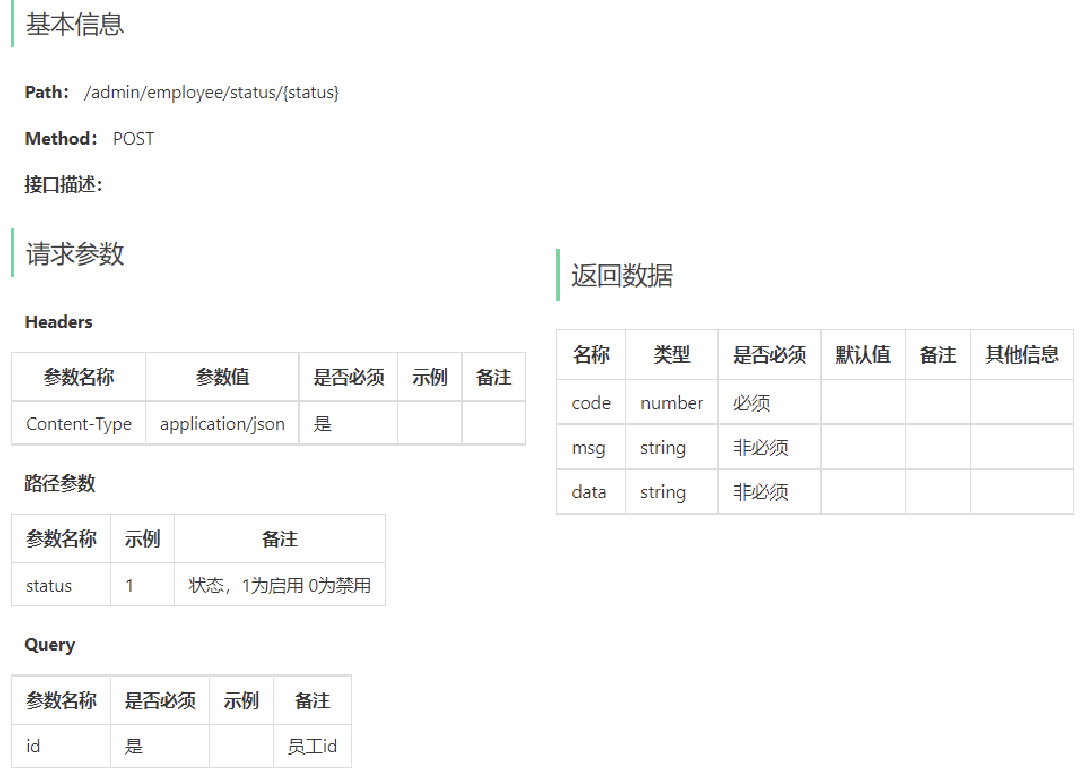 基本信息
Path： /admin/employee/status/{status}
Method： POST
接口描述：
请求参数
Headers
参数名称 参数值 是否必须 示例 备注
Content-Type application/json 是
路径参数
参数名称 示例 备注
status 1 状态，1为启用 0为禁用
Query
参数名称 是否必须 示例 备注
id 是 员工id
返回数据
名称 类型 是否必须 默认值 备注 其他信息
code number 必须
msg string 非必须
data string 非必须